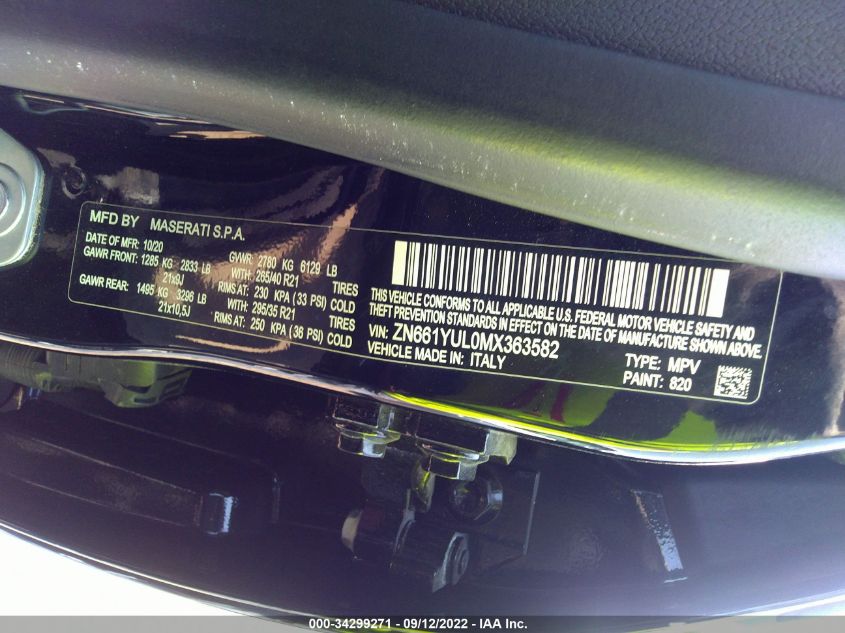 MFD BY MASERATI S.P.A.
DATE OF MFR: 10/20 GVWR: 2780 KG 6129 LB
GAWR FRONT: 1285 KG 2833 LB WITH: 265/40 R21 TIRES
21x9J RIMS AT: 230 KPA (33 PSI) COLD
GAWR REAR: 1495 KG 3296 LB WITH: 295/35 R21 TIRES
21x10,5J RIMS AT: 250 KPA (36 PSI) COLD
THIS VEHICLE CONFORMS TO ALL APPLICABLE U.S. FEDERAL MOTOR VEHICLE SAFETY AND
THEFT PREVENTION STANDARDS IN EFFECT ON THE DATE OF MANUFACTURE SHOWN ABOVE.
VIN: ZN661YUL0MX363582
VEHICLE MADE IN: ITALY
TYPE: MPV
PAINT: 820
000-34299271 - 09/12/2022 - IAA Inc.